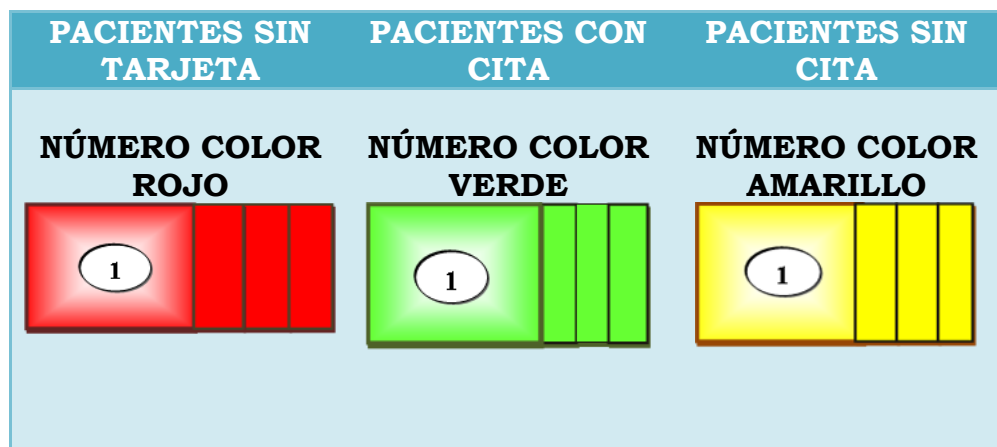 PACIENTES SIN
TARJETA
PACIENTES CON
CITA
PACIENTES SIN
CITA
NÚMERO COLOR
ROJO
NÚMERO COLOR
VERDE
NÚMERO COLOR
AMARILLO
1
1
1